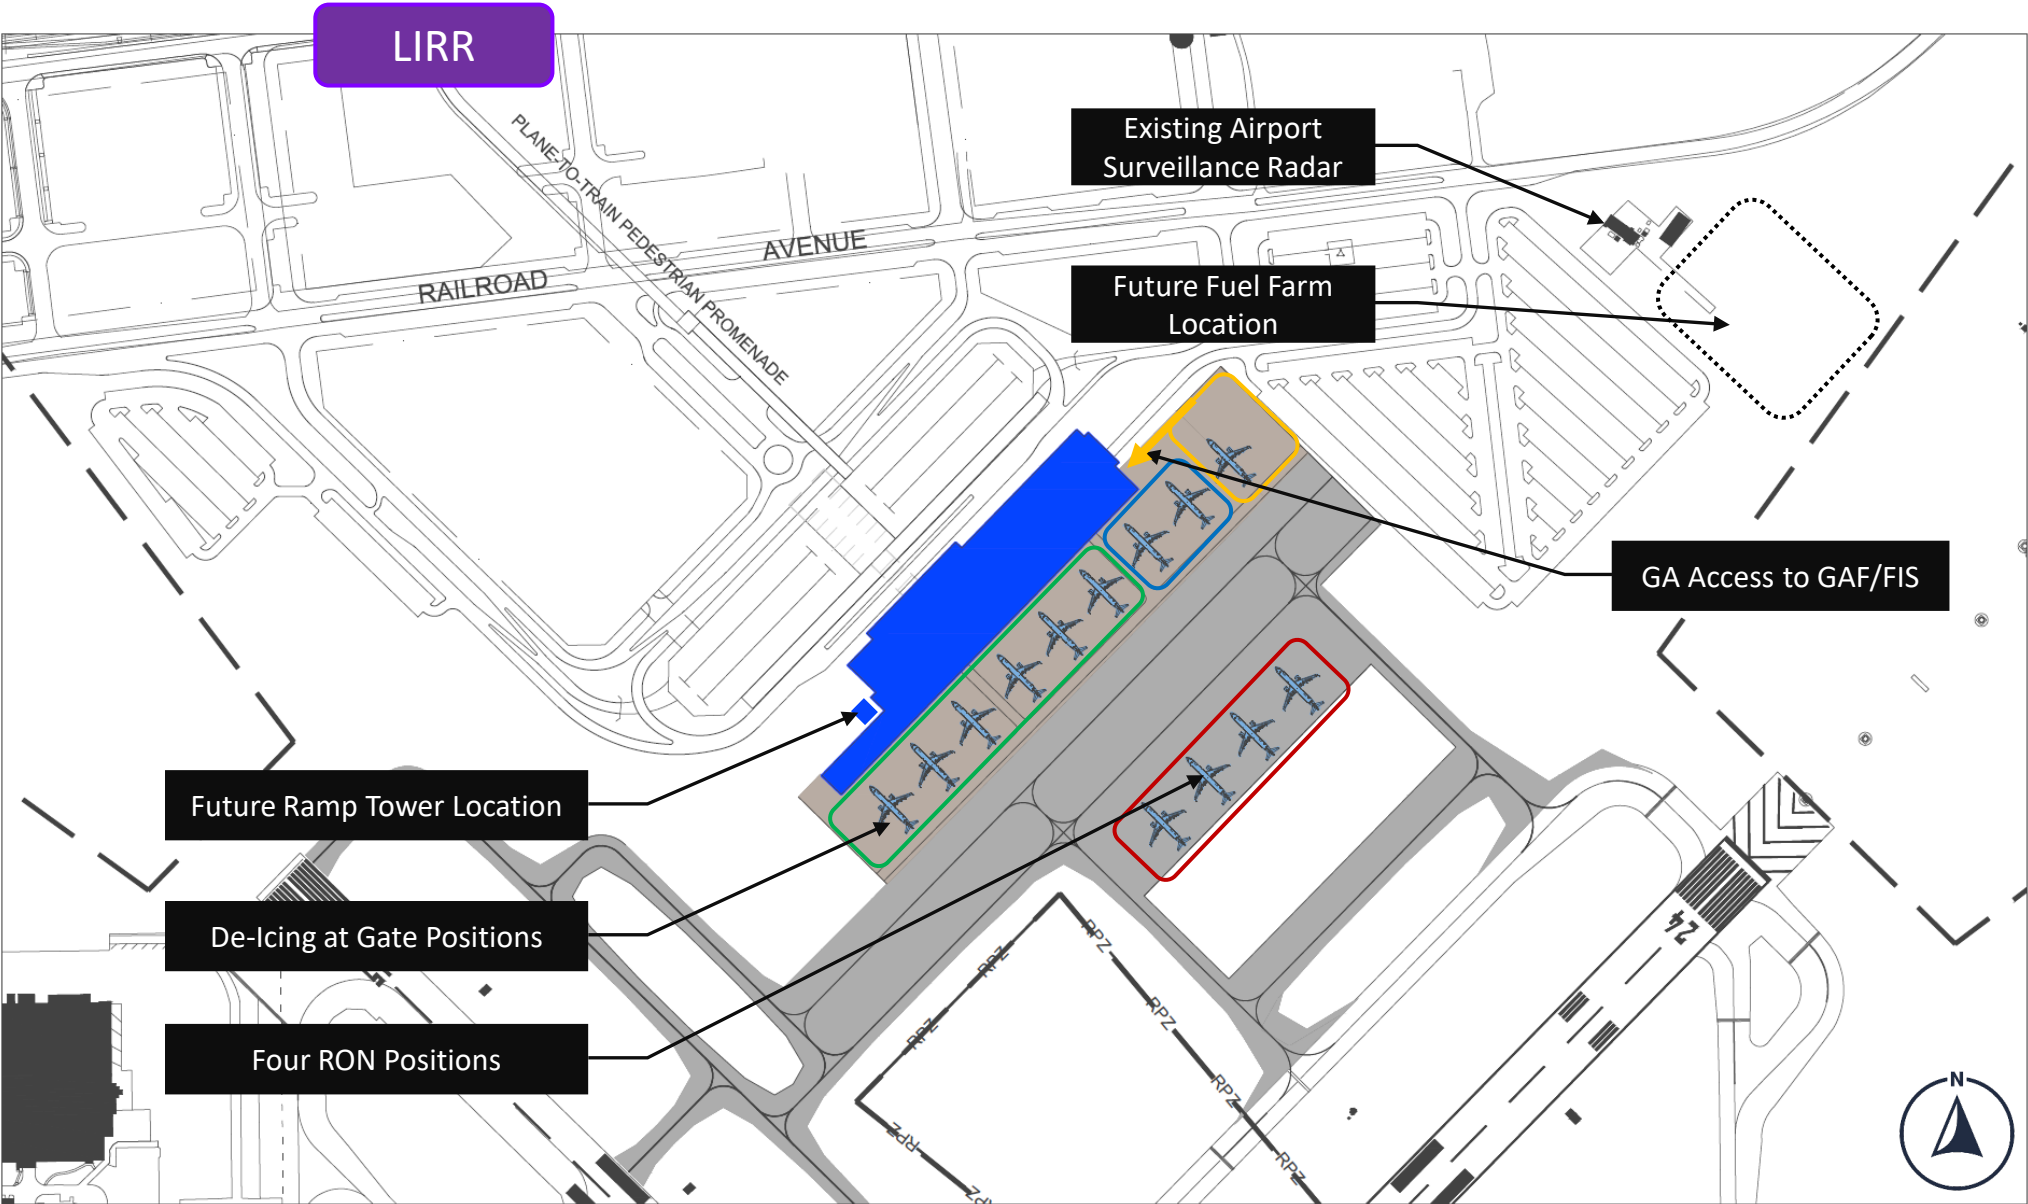 LIRR
PLANE-TO-TRAIN PEDESTRIAN PROMENADE
Existing Airport
Surveillance Radar
RAILROAD AVENUE
Future Fuel Farm
Location
GA Access to GAF/FIS
Future Ramp Tower Location
De-Icing at Gate Positions
Four RON Positions
24
RPZ
RPZ
RPZ
RPZ
RPZ
RPZ
RPZ
RPZ
N